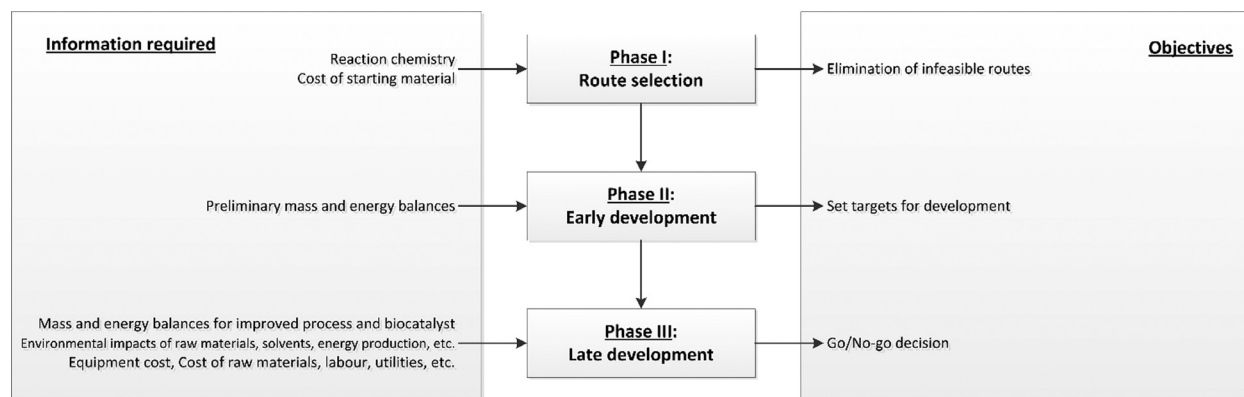 Information required
Objectives
Reaction chemistry
Cost of starting material
Phase I:
Route selection
Elimination of infeasible routes
Preliminary mass and energy balances
Phase II:
Early development
Set targets for development
Mass and energy balances for improved process and biocatalyst
Environmental impacts of raw materials, solvents, energy production, etc.
Equipment cost, Cost of raw materials, labour, utilities, etc.
Phase III:
Late development
Go/No-go decision